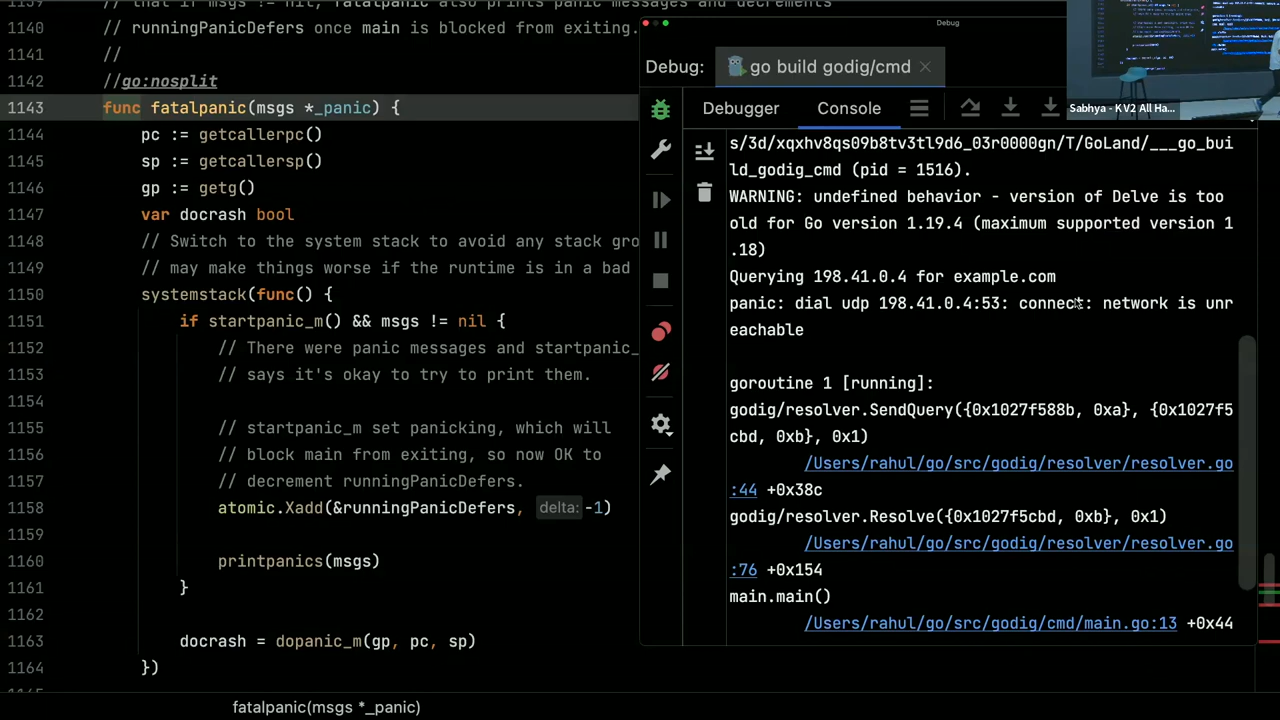 1139 // that if msgs != nil, fatalpanic also prints panic messages and decrements
1140 // runningPanicDefers once main is blocked from exiting.
1141 //
1142 //go:nosplit
1143 func fatalpanic(msgs *_panic) {
1144 pc := getcallerpc()
1145 sp := getcallersp()
1146 gp := getg()
1147 var docrash bool
1148 // Switch to the system stack to avoid any stack gro
1149 // may make things worse if the runtime is in a bad
1150 systemstack(func() {
1151 if startpanic_m() && msgs != nil {
1152 // There were panic messages and startpanic_
1153 // says it's okay to try to print them.
1154
1155 // startpanic_m set panicking, which will
1156 // block main from exiting, so now OK to
1157 // decrement runningPanicDefers.
1158 atomic.Xadd(&runningPanicDefers, delta: -1)
1159
1160 printpanics(msgs)
1161 }
1162
1163 docrash = dopanic_m(gp, pc, sp)
1164 })
fatalpanic(msgs *_panic)
Debug
Debug: go build godig/cmd
Debugger Console
Sabhya - KV2 All Ha...
s/3d/xqxhv8qs09b8tv3tl9d6_03r0000gn/T/GoLand/___go_bui
ld_godig_cmd (pid = 1516).
WARNING: undefined behavior - version of Delve is too
old for Go version 1.19.4 (maximum supported version 1
.18)
Querying 198.41.0.4 for example.com
panic: dial udp 198.41.0.4:53: connect: network is unr
eachable
goroutine 1 [running]:
godig/resolver.SendQuery({0x1027f588b, 0xa}, {0x1027f5
cbd, 0xb}, 0x1)
/Users/rahul/go/src/godig/resolver/resolver.go
:44 +0x38c
godig/resolver.Resolve({0x1027f5cbd, 0xb}, 0x1)
/Users/rahul/go/src/godig/resolver/resolver.go
:76 +0x154
main.main()
/Users/rahul/go/src/godig/cmd/main.go:13 +0x44